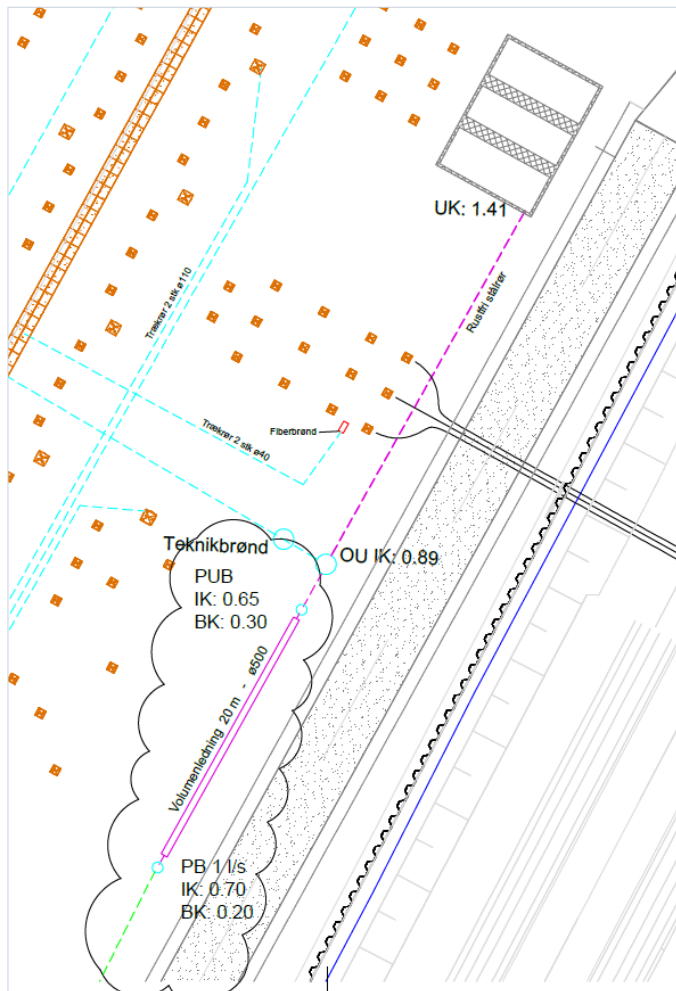 UK: 1.41
Trækrør 2 stk ø110
Rustfri stålrør
Fiberbrønd
Trækrør 2 stk ø40
Teknikbrønd
OU IK: 0.89
PUB
IK: 0.65
BK: 0.30
Volumenledning 20 m - ø500
PB 1 l/s
IK: 0.70
BK: 0.20